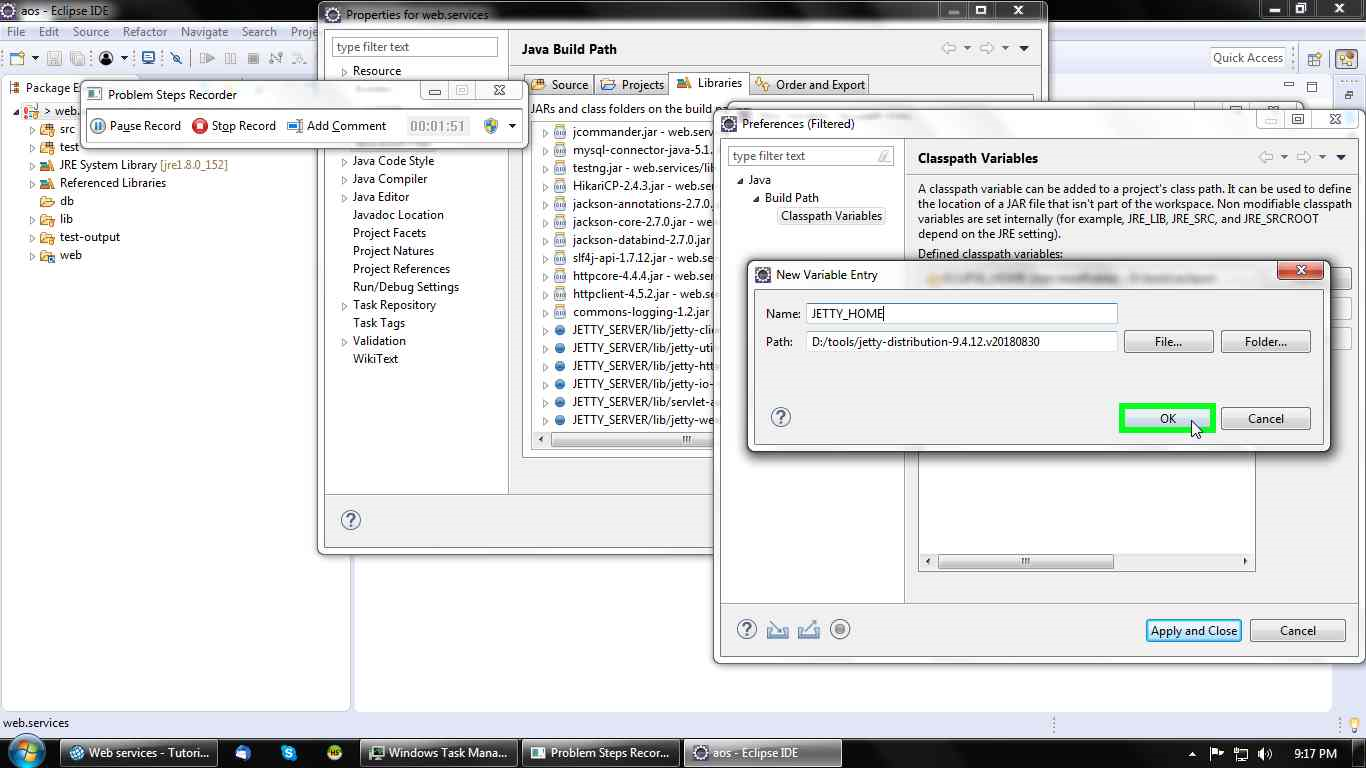 aos - Eclipse IDE
File Edit Source Refactor Navigate Search Proje
Quick Access
Package E
> web.
src
test
JRE System Library [jre1.8.0_152]
Referenced Libraries
db
lib
test-output
web
Problem Steps Recorder
Pause Record
Stop Record
Add Comment
00:01:51
Properties for web.services
type filter text
Resource
Java Code Style
Java Compiler
Java Editor
Javadoc Location
Project Facets
Project Natures
Project References
Run/Debug Settings
Task Repository
Task Tags
Validation
WikiText
Java Build Path
Source
Projects
Libraries
Order and Export
JARs and class folders on the build pa
jcommander.jar - web.serv
mysql-connector-java-5.1.
testng.jar - web.services/lib
HikariCP-2.4.3.jar - web.se
jackson-annotations-2.7.0.
jackson-core-2.7.0.jar
jackson-databind-2.7.0.jar
slf4j-api-1.7.12.jar - web.se
httpcore-4.4.4.jar - web.se
httpclient-4.5.2.jar - web.se
commons-logging-1.2.jar
JETTY_SERVER/lib/jetty-clie
JETTY_SERVER/lib/jetty-uti
JETTY_SERVER/lib/jetty-htt
JETTY_SERVER/lib/jetty-io-
JETTY_SERVER/lib/servlet-a
JETTY_SERVER/lib/jetty-we
Preferences (Filtered)
type filter text
Java
Build Path
Classpath Variables
Classpath Variables
A classpath variable can be added to a project's class path. It can be used to define
the location of a JAR file that isn't part of the workspace. Non modifiable classpath
variables are set internally (for example, JRE_LIB, JRE_SRC, and JRE_SRCROOT
depend on the JRE setting).
Defined classpath variables:
New Variable Entry
Name: JETTY_HOME
Path: D:/tools/jetty-distribution-9.4.12.v20180830
File...
Folder...
OK
Cancel
Apply and Close
Cancel
web.services
Web services - Tutori...
Windows Task Mana...
Problem Steps Recor...
aos - Eclipse IDE
9:17 PM